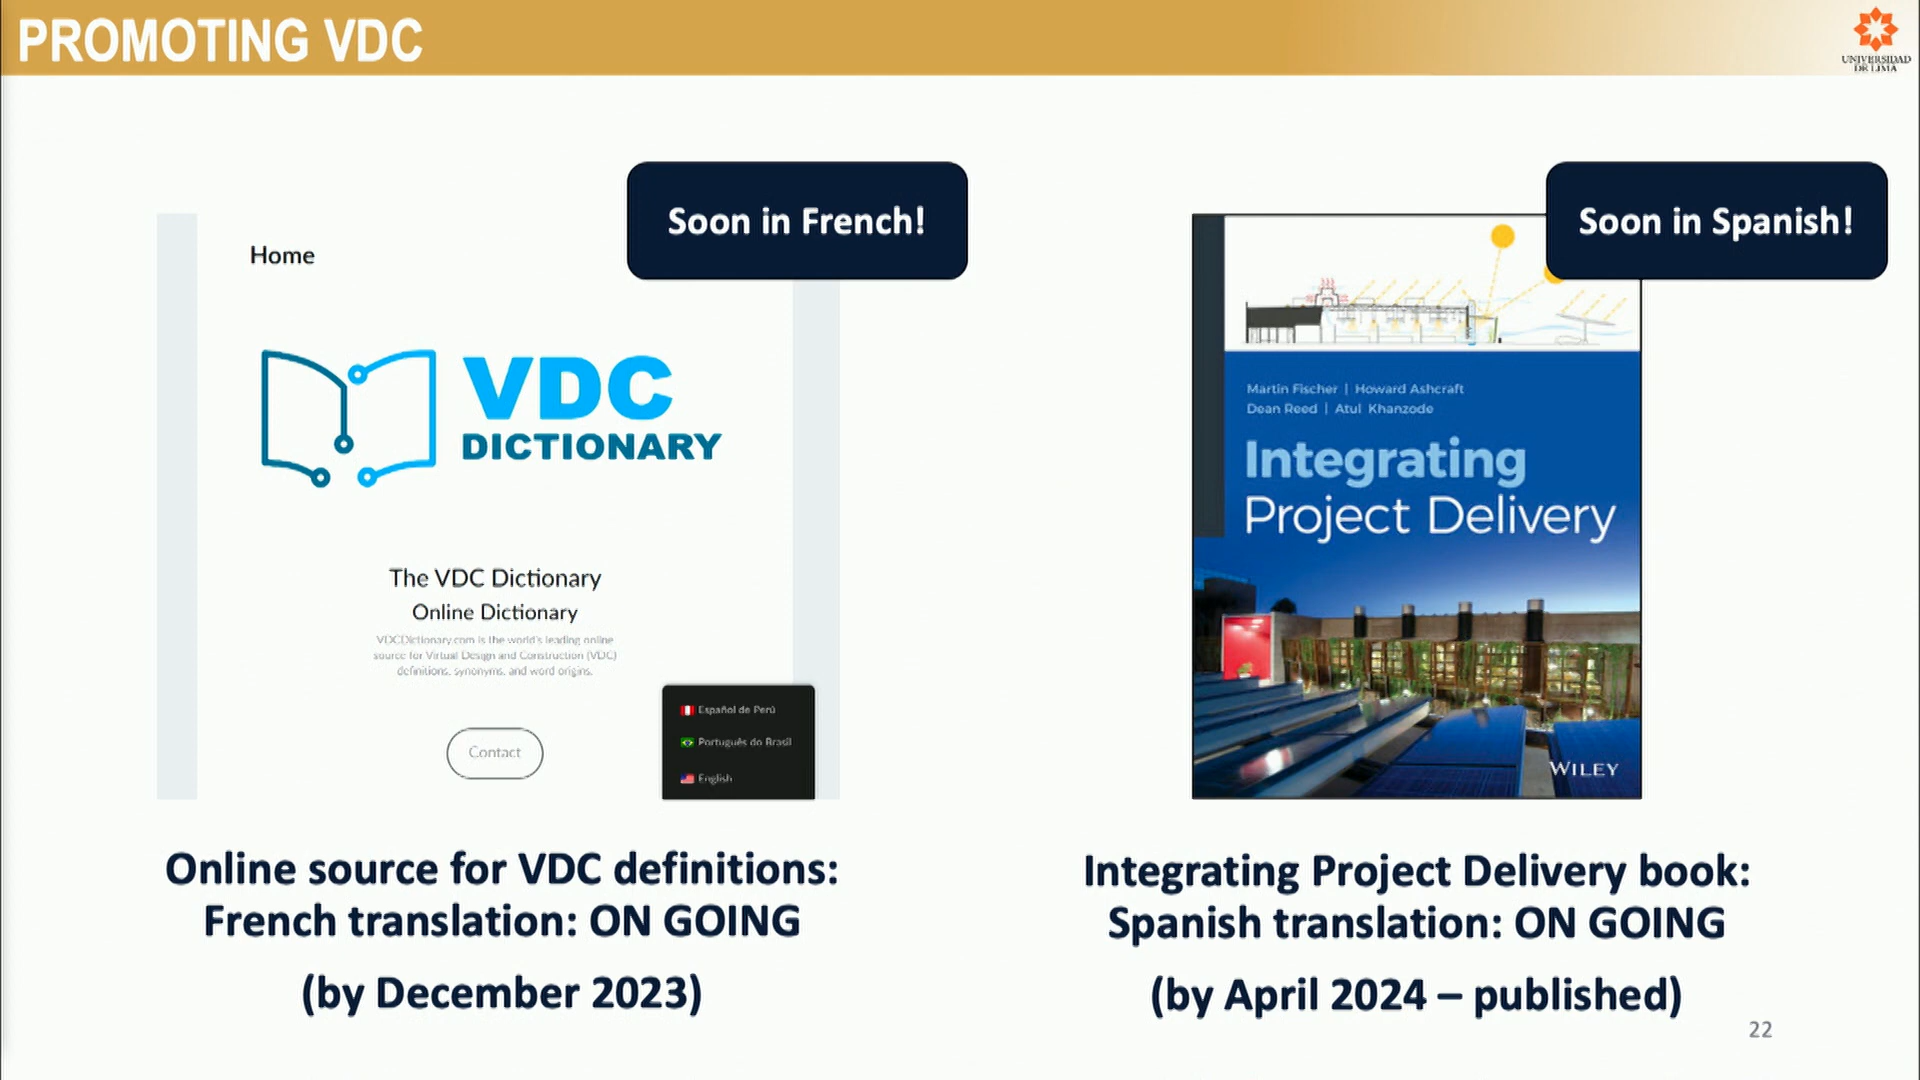 PROMOTING VDC
UNIVERSIDAD
DE LIMA
Soon in French!
Home
VDC
DICTIONARY
The VDC Dictionary
Online Dictionary
VDCDictionary.com is the world's leading online
source for Virtual Design and Construction (VDC)
definitions, synonyms, and word origins.
Contact
Español de Perú
Português do Brasil
English
Online source for VDC definitions:
French translation: ON GOING
(by December 2023)
Soon in Spanish!
Martin Fischer | Howard Ashcraft
Dean Reed | Atul Khanzode
Integrating
Project Delivery
WILEY
Integrating Project Delivery book:
Spanish translation: ON GOING
(by April 2024 – published)
22